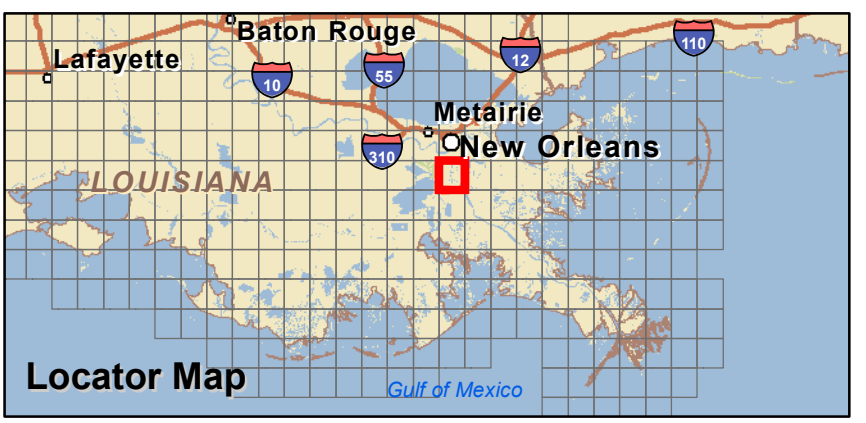 Baton Rouge
110
12
Lafayette
55
10
Metairie
310
New Orleans
LOUISIANA
Locator Map
Gulf of Mexico